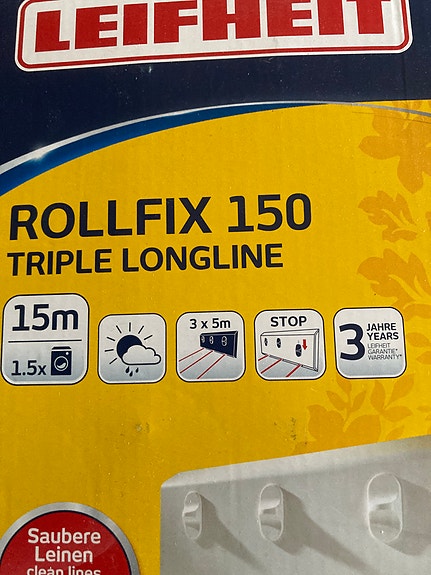 LEIFHEIT
ROLLFIX 150
TRIPLE LONGLINE
15m
1.5x
3 x 5m
STOP
3 JAHRE
YEARS
LEIFHEIT
GARANTIE*
WARRANTY*
Saubere
Leinen
clean lines